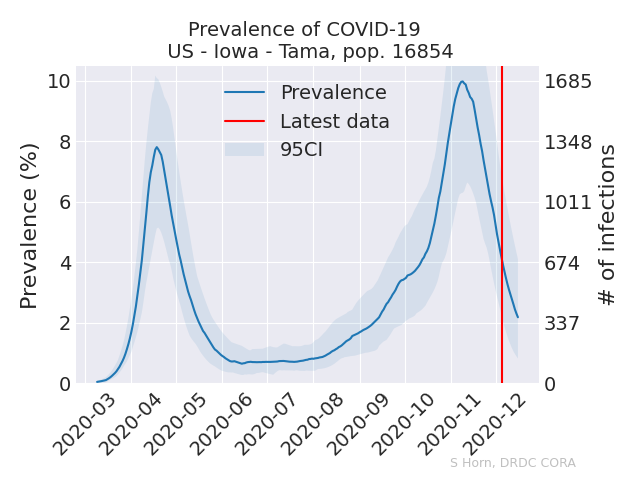 Prevalence of COVID-19
US - Iowa - Tama, pop. 16854
Prevalence (%)
10
8
6
4
2
0
Prevalence
Latest data
95CI
1685
1348
1011
674
337
0
# of infections
2020-03
2020-04
2020-05
2020-06
2020-07
2020-08
2020-09
2020-10
2020-11
2020-12
S Horn, DRDC CORA